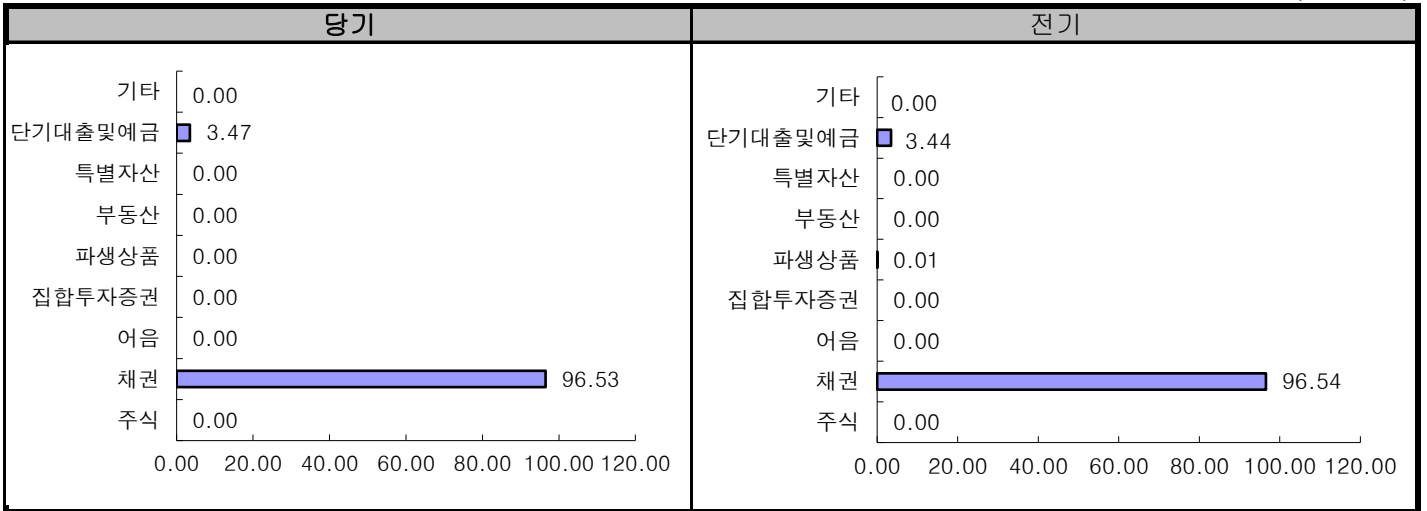 당기
기타 0.00
단기대출및예금 3.47
특별자산 0.00
부동산 0.00
파생상품 0.00
집합투자증권 0.00
어음 0.00
채권 96.53
주식 0.00
0.00 20.00 40.00 60.00 80.00 100.00 120.00
전기
기타 0.00
단기대출및예금 3.44
특별자산 0.00
부동산 0.00
파생상품 0.01
집합투자증권 0.00
어음 0.00
채권 96.54
주식 0.00
0.00 20.00 40.00 60.00 80.00 100.00 120.00